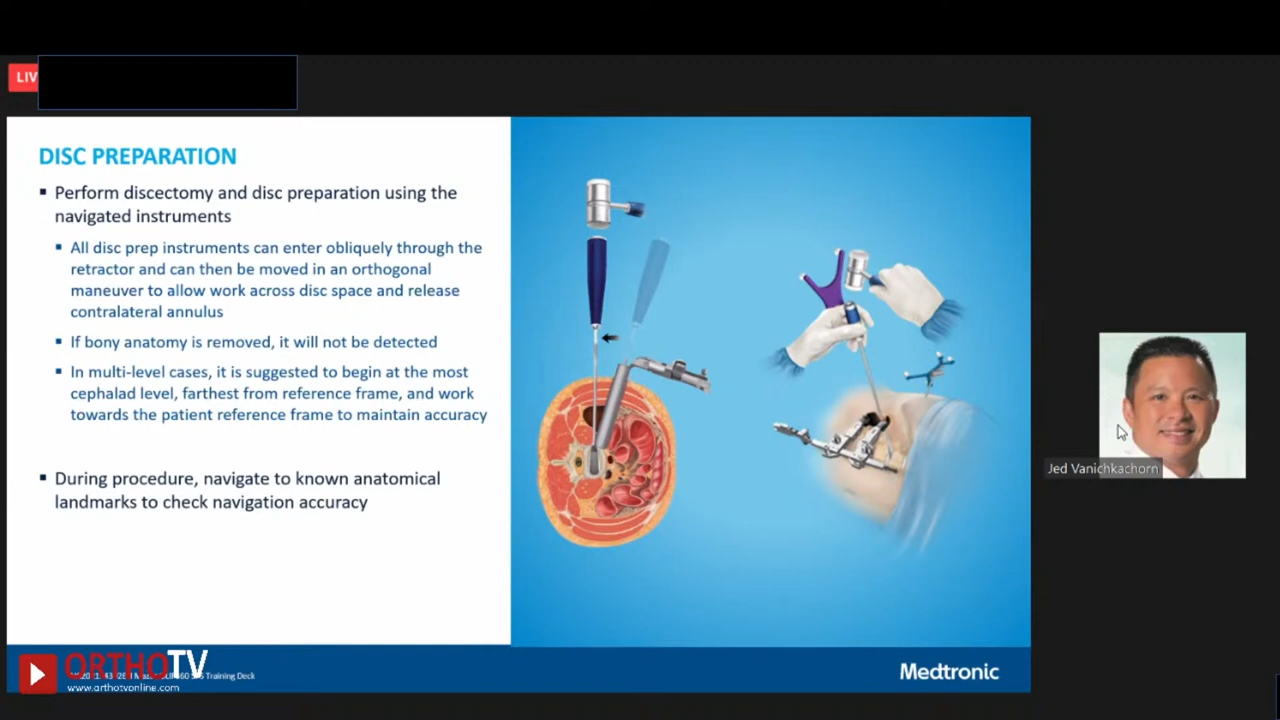 LIV
DISC PREPARATION
▪ Perform discectomy and disc preparation using the
navigated instruments
▪ All disc prep instruments can enter obliquely through the
retractor and can then be moved in an orthogonal
maneuver to allow work across disc space and release
contralateral annulus
▪ If bony anatomy is removed, it will not be detected
▪ In multi-level cases, it is suggested to begin at the most
cephalad level, farthest from reference frame, and work
towards the patient reference frame to maintain accuracy
▪ During procedure, navigate to known anatomical
landmarks to check navigation accuracy
Jed Vanichkachorn
ORTHOTV
Training Deck
www.orthotvonline.com
Medtronic